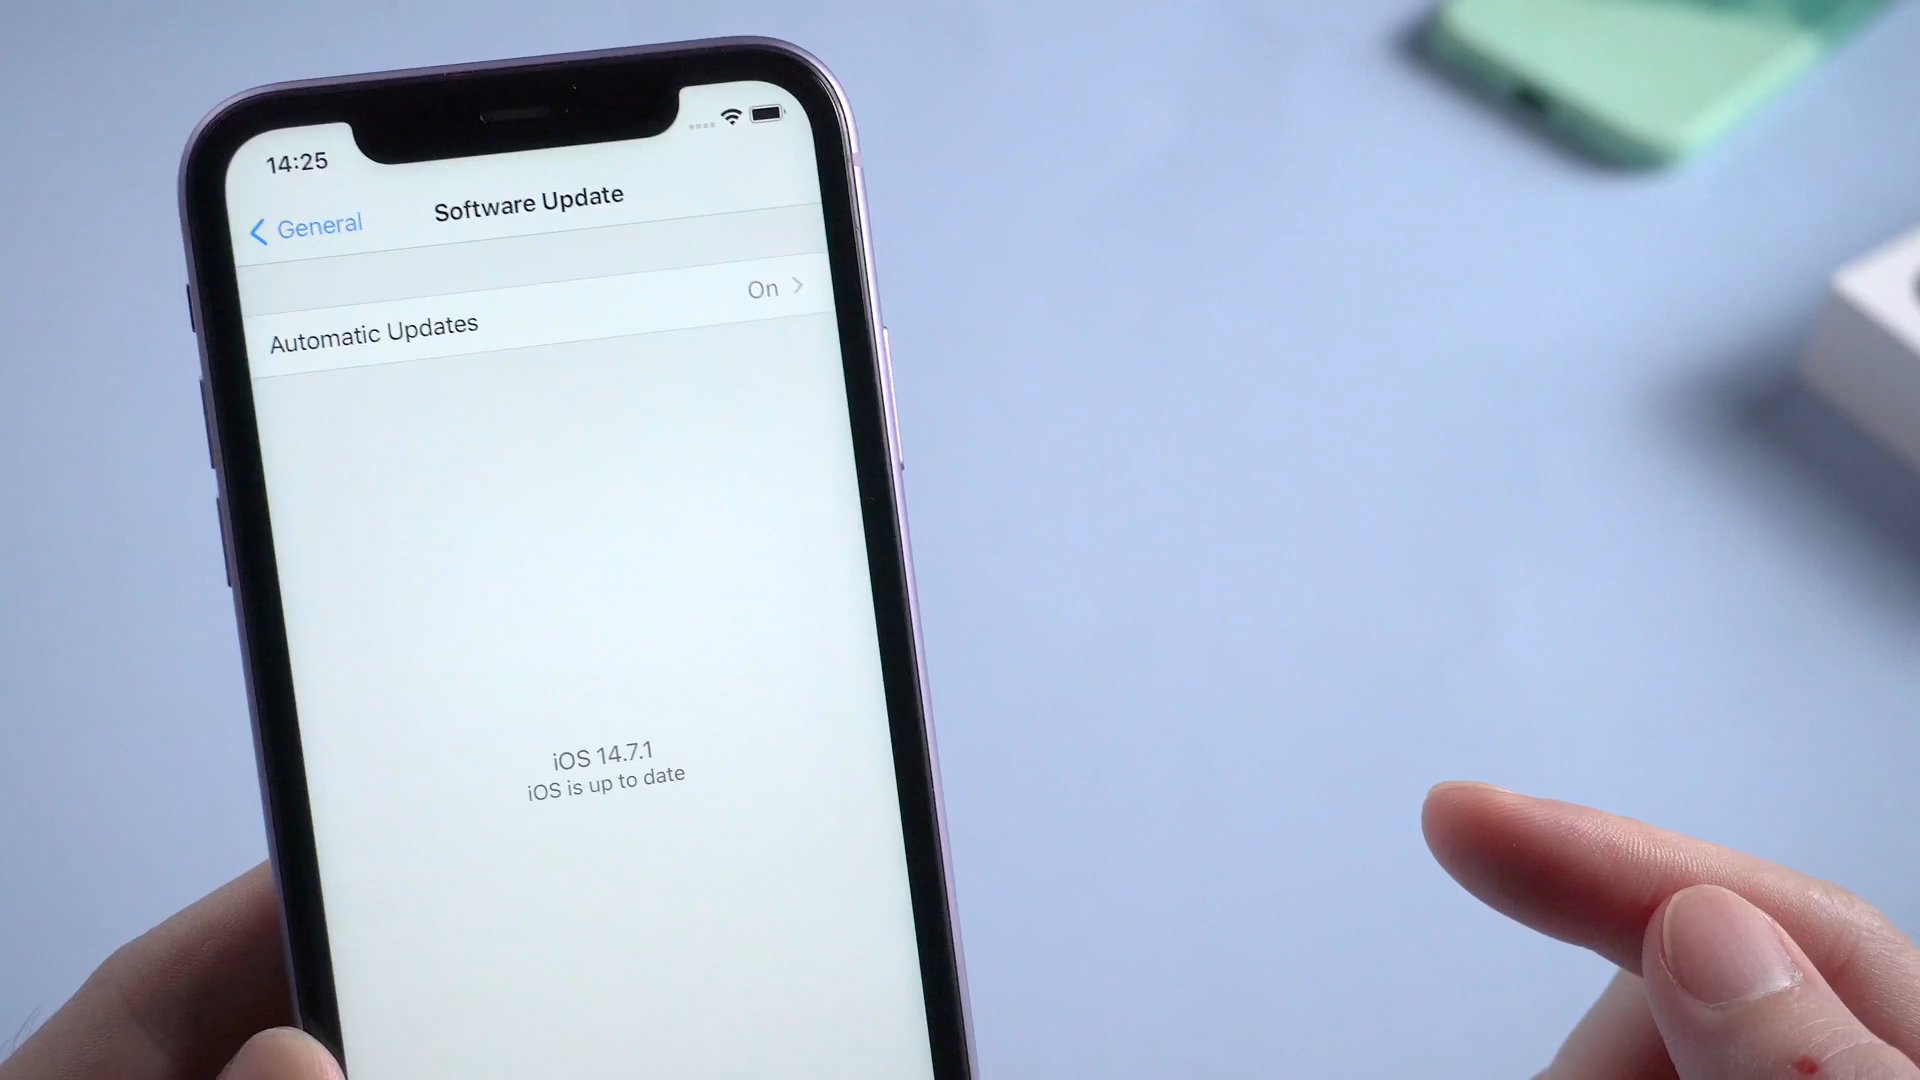 14:25
General
Software Update
Automatic Updates
On
iOS 14.7.1
iOS is up to date